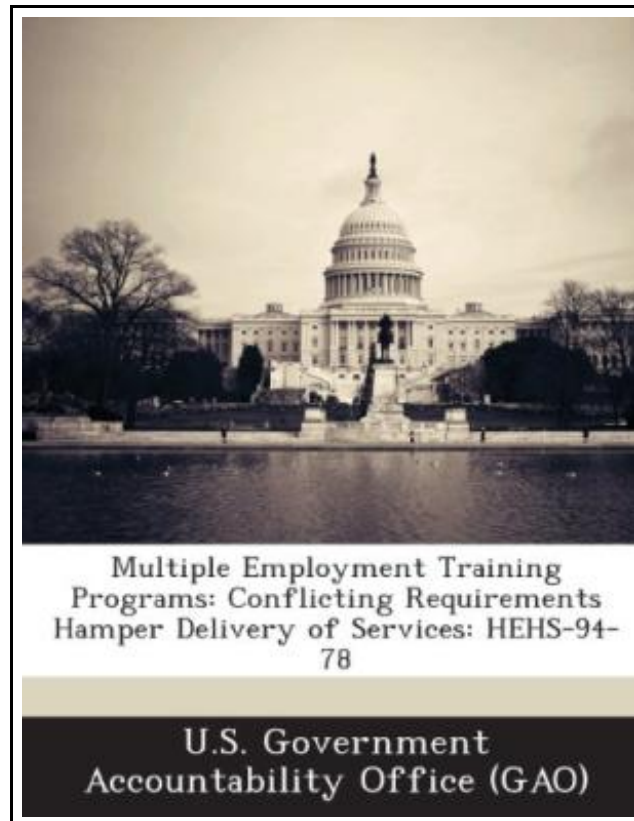 Multiple Employment Training
Programs: Conflicting Requirements
Hamper Delivery of Services: HEHS-94-
78
U.S. Government
Accountability Office (GAO)